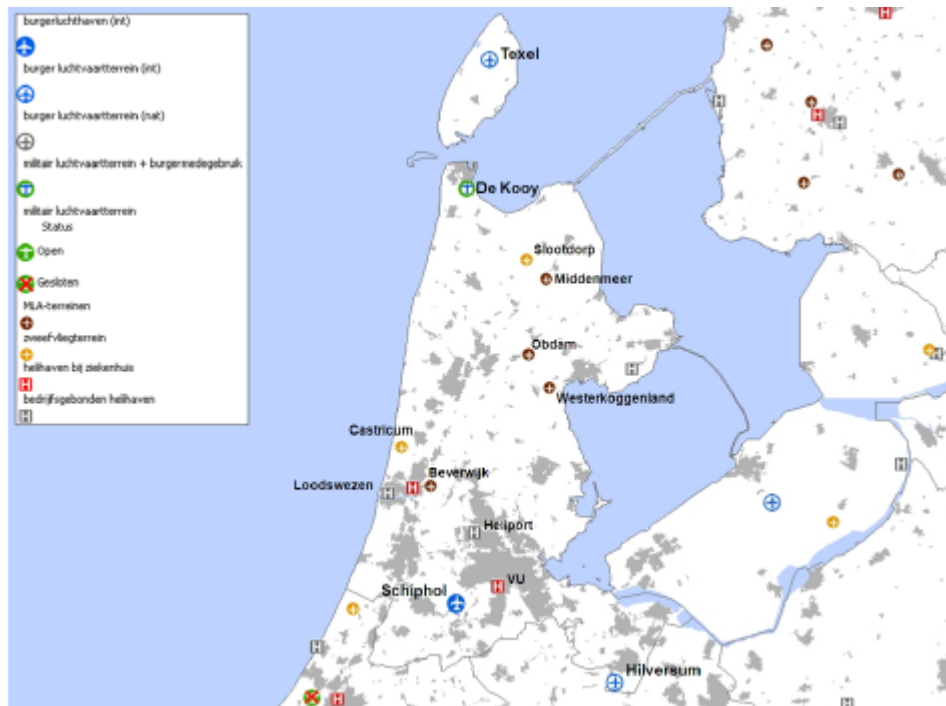 burgerluchthaven (int)
burger luchtvaartterrein (int)
burger luchtvaartterrein (nat)
militair luchtvaartterrein + burgermedegebruik
militair luchtvaartterrein
Status
Open
Gesloten
MLA-terreinen
zweefvliegterrein
helihaven bij ziekenhuis
H
bedrijfsgebonden helihaven
H
Texel
De Kooy
Slootdorp
Middenmeer
Obdam
Westerkoggenland
Castricum
Beverwijk
Loodswezen
Heliport
VU
Schiphol
Hilversum